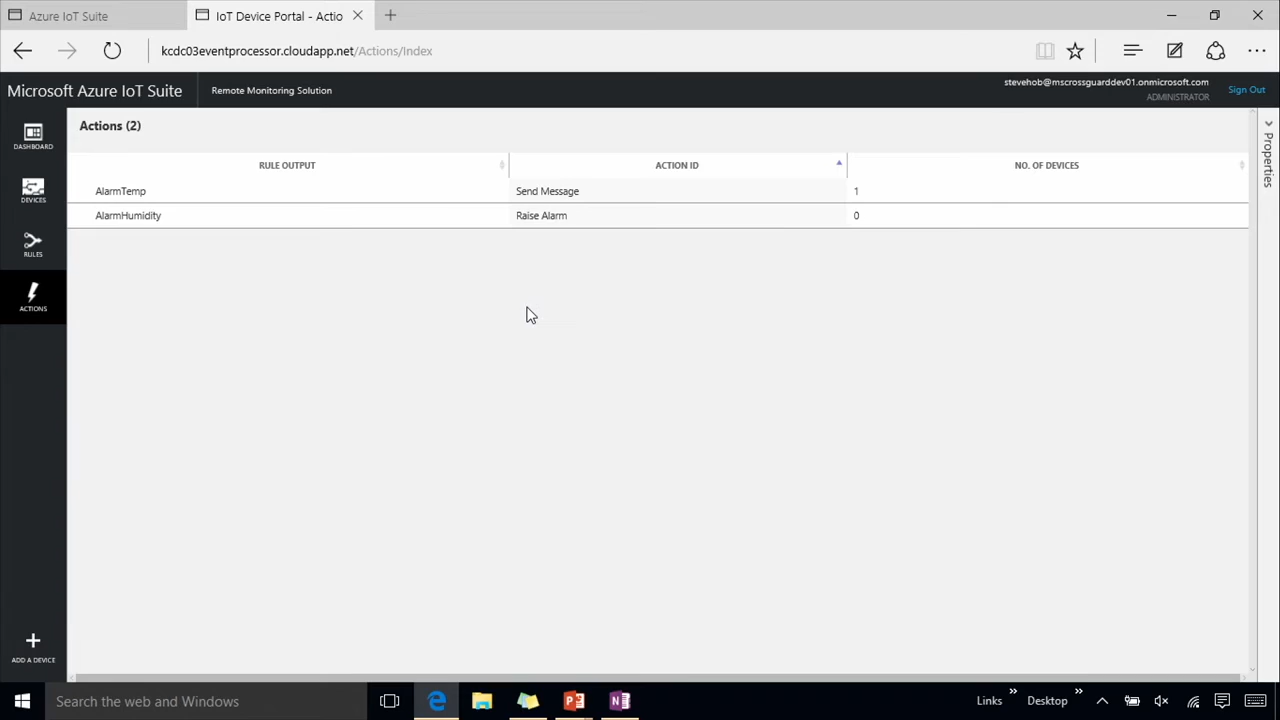 Azure IoT Suite
IoT Device Portal - Actio
kcdc03eventprocessor.cloudapp.net/Actions/Index
Microsoft Azure IoT Suite
Remote Monitoring Solution
stevehob@mscrossguarddev01.onmicrosoft.com
ADMINISTRATOR
Sign Out
DASHBOARD
DEVICES
RULES
ACTIONS
ADD A DEVICE
Actions (2)
RULE OUTPUT ACTION ID NO. OF DEVICES
AlarmTemp Send Message 1
AlarmHumidity Raise Alarm 0
Properties
Search the web and Windows
Links
Desktop